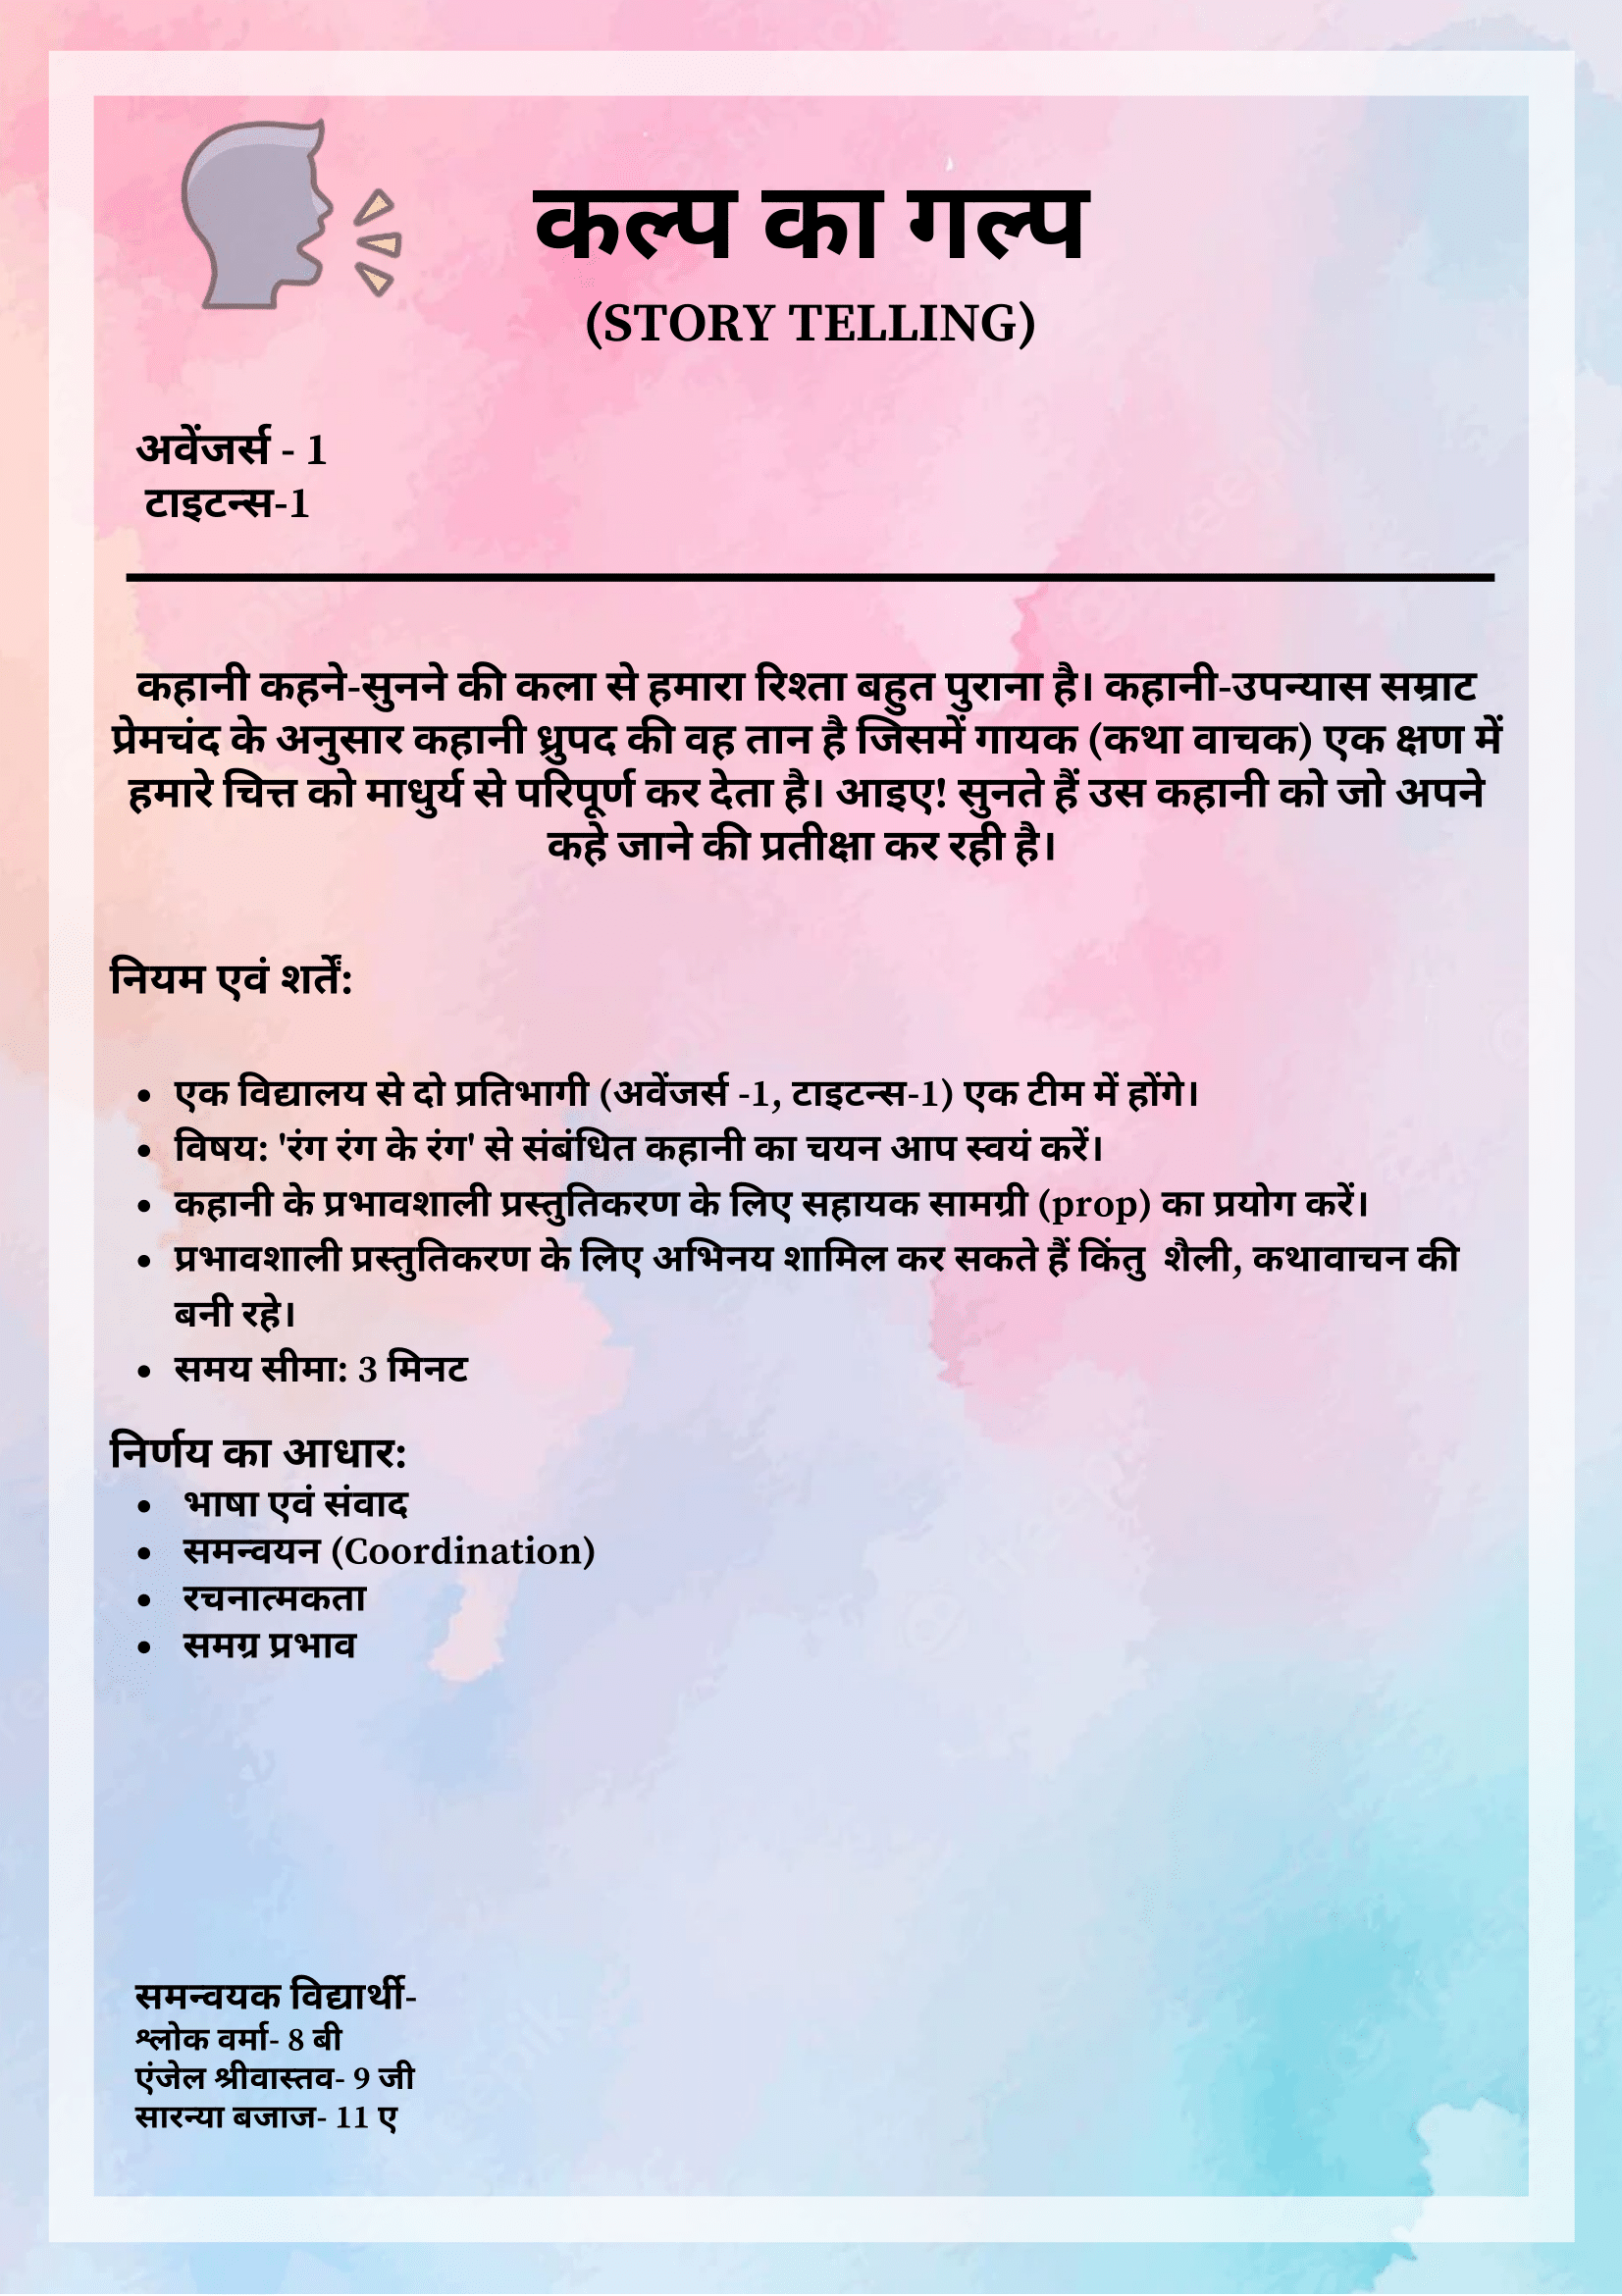 कल्प का गल्प
(STORY TELLING)
अवेंजर्स - 1
टाइटन्स-1
कहानी कहने-सुनने की कला से हमारा रिश्ता बहुत पुराना है। कहानी-उपन्यास सम्राट
प्रेमचंद के अनुसार कहानी ध्रुपद की वह तान है जिसमें गायक (कथा वाचक) एक क्षण में
हमारे चित्त को माधुर्य से परिपूर्ण कर देता है। आइए! सुनते हैं उस कहानी को जो अपने
कहे जाने की प्रतीक्षा कर रही है।
नियम एवं शर्तें:
• एक विद्यालय से दो प्रतिभागी (अवेंजर्स -1, टाइटन्स-1) एक टीम में होंगे।
• विषय: 'रंग रंग के रंग' से संबंधित कहानी का चयन आप स्वयं करें।
• कहानी के प्रभावशाली प्रस्तुतिकरण के लिए सहायक सामग्री (prop) का प्रयोग करें।
• प्रभावशाली प्रस्तुतिकरण के लिए अभिनय शामिल कर सकते हैं किंतु शैली, कथावाचन की
बनी रहे।
• समय सीमा: 3 मिनट
निर्णय का आधार:
• भाषा एवं संवाद
• समन्वयन (Coordination)
• रचनात्मकता
• समग्र प्रभाव
समन्वयक विद्यार्थी-
श्लोक वर्मा- 8 बी
एंजेल श्रीवास्तव- 9 जी
सारन्या बजाज- 11 ए